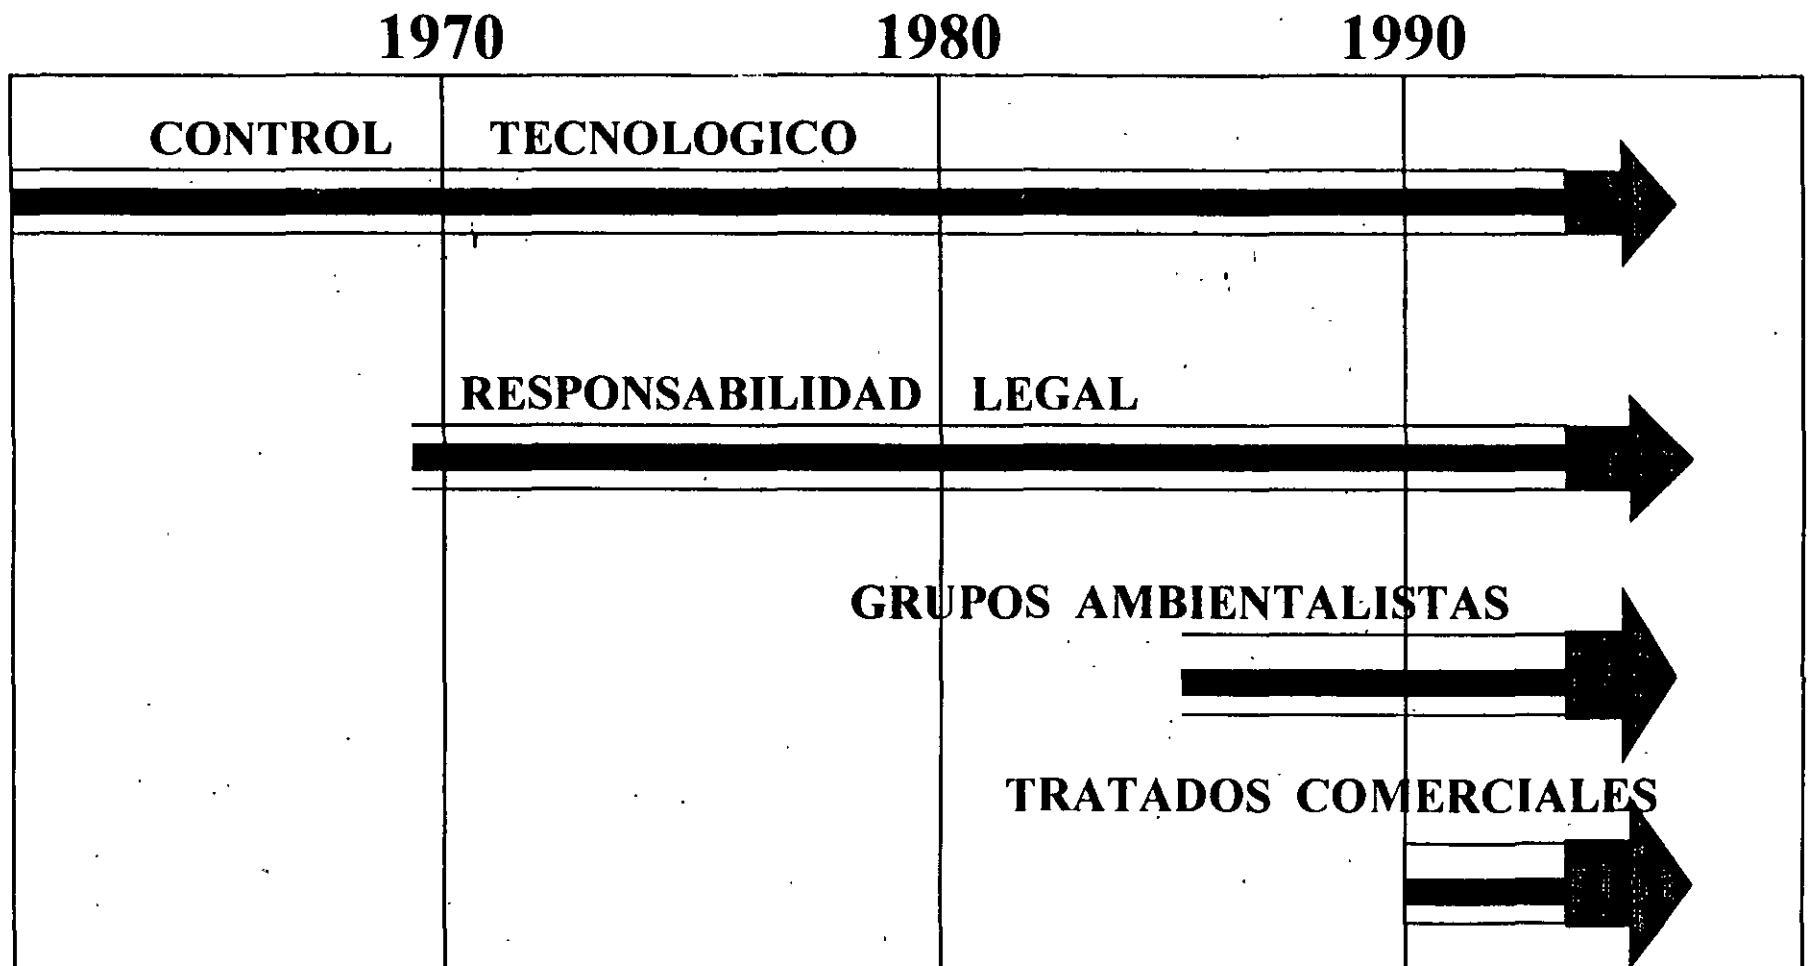 1970 1980 1990
CONTROL TECNOLOGICO
RESPONSABILIDAD LEGAL
GRUPOS AMBIENTALISTAS
TRATADOS COMERCIALES